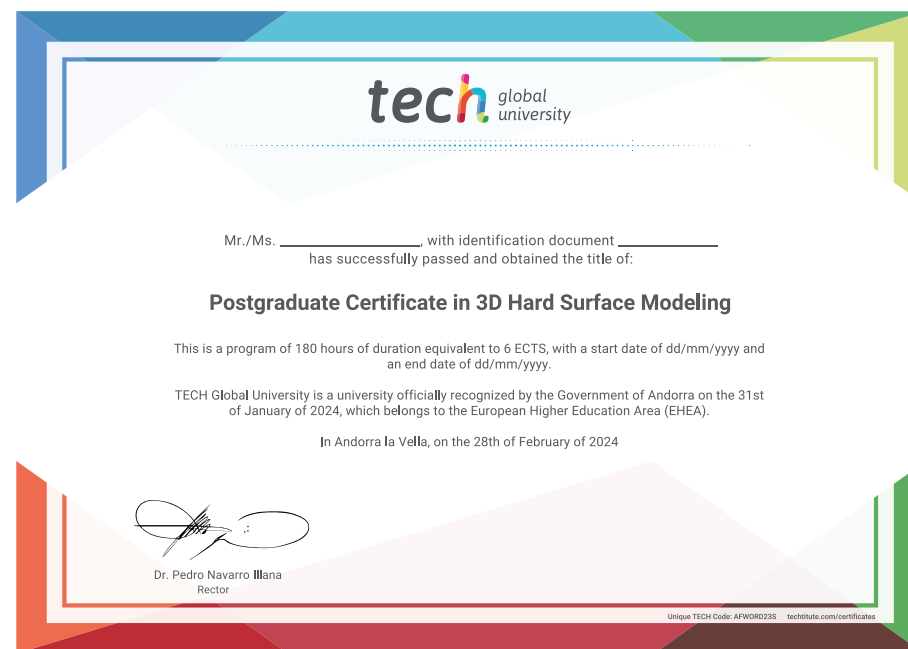 tech global university
Mr./Ms. ____________________, with identification document ______________
has successfully passed and obtained the title of:
Postgraduate Certificate in 3D Hard Surface Modeling
This is a program of 180 hours of duration equivalent to 6 ECTS, with a start date of dd/mm/yyyy and
an end date of dd/mm/yyyy.
TECH Global University is a university officially recognized by the Government of Andorra on the 31st
of January of 2024, which belongs to the European Higher Education Area (EHEA).
In Andorra la Vella, on the 28th of February of 2024
Dr. Pedro Navarro Illana
Rector
Unique TECH Code: AFWORD23S techtitute.com/certificates